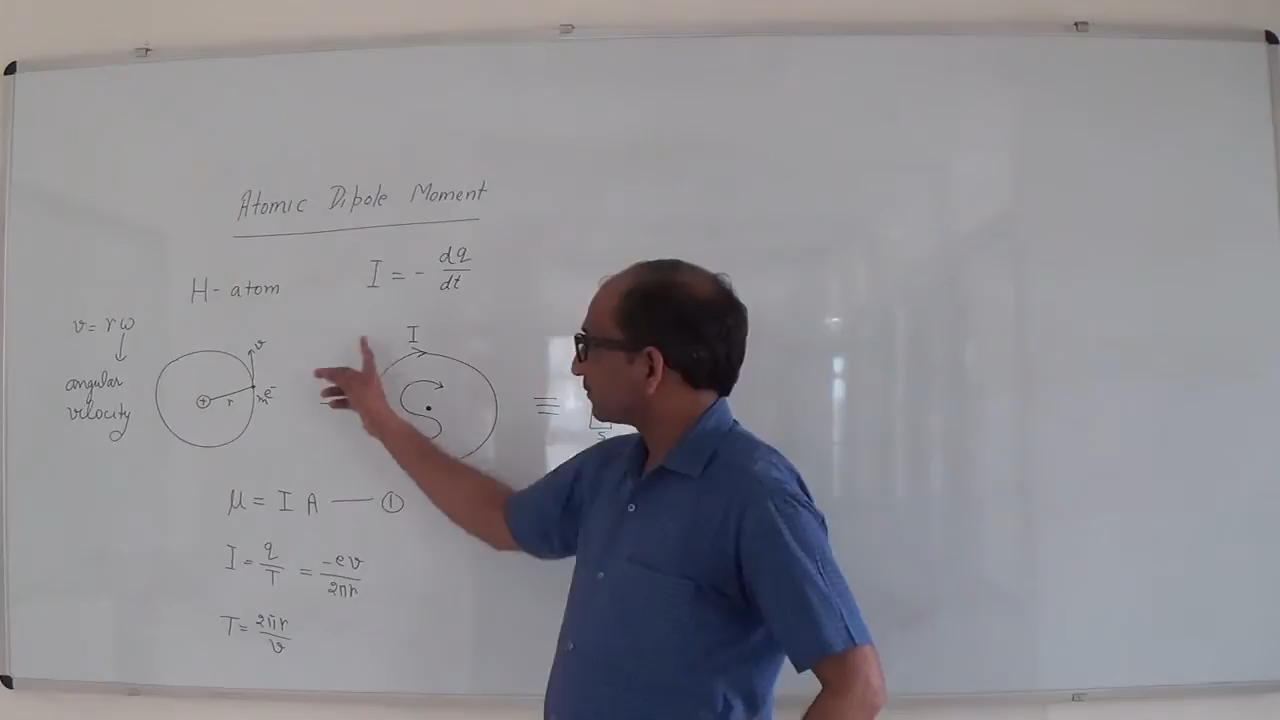 Atomic Dipole Moment
I = - dq/dt
H- atom
v = rω
↓
angular
velocity
v
+
r
m e⁻
I
≡
S
μ = I A —— ①
I = q/T = -ev/2πr
T = 2πr/v